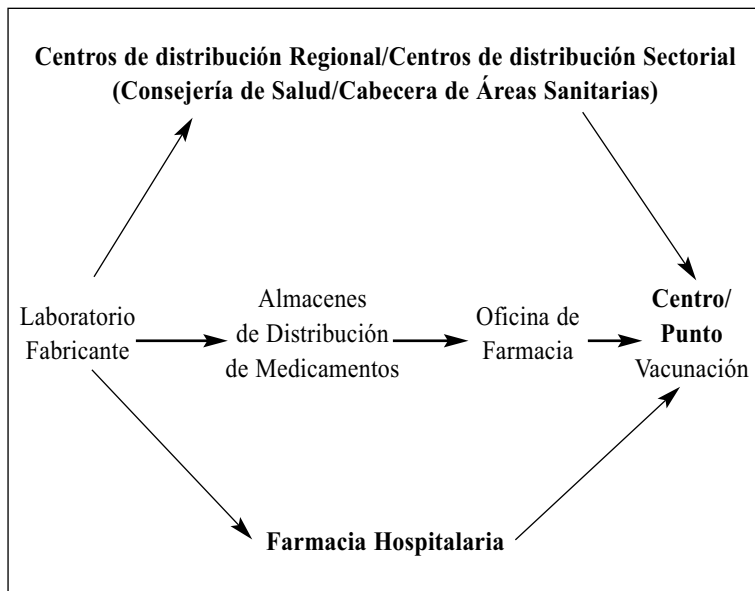 Centros de distribución Regional/Centros de distribución Sectorial
(Consejería de Salud/Cabecera de Áreas Sanitarias)
Laboratorio
Fabricante
Almacenes
de Distribución
de Medicamentos
Oficina de
Farmacia
Centro/
Punto
Vacunación
Farmacia Hospitalaria